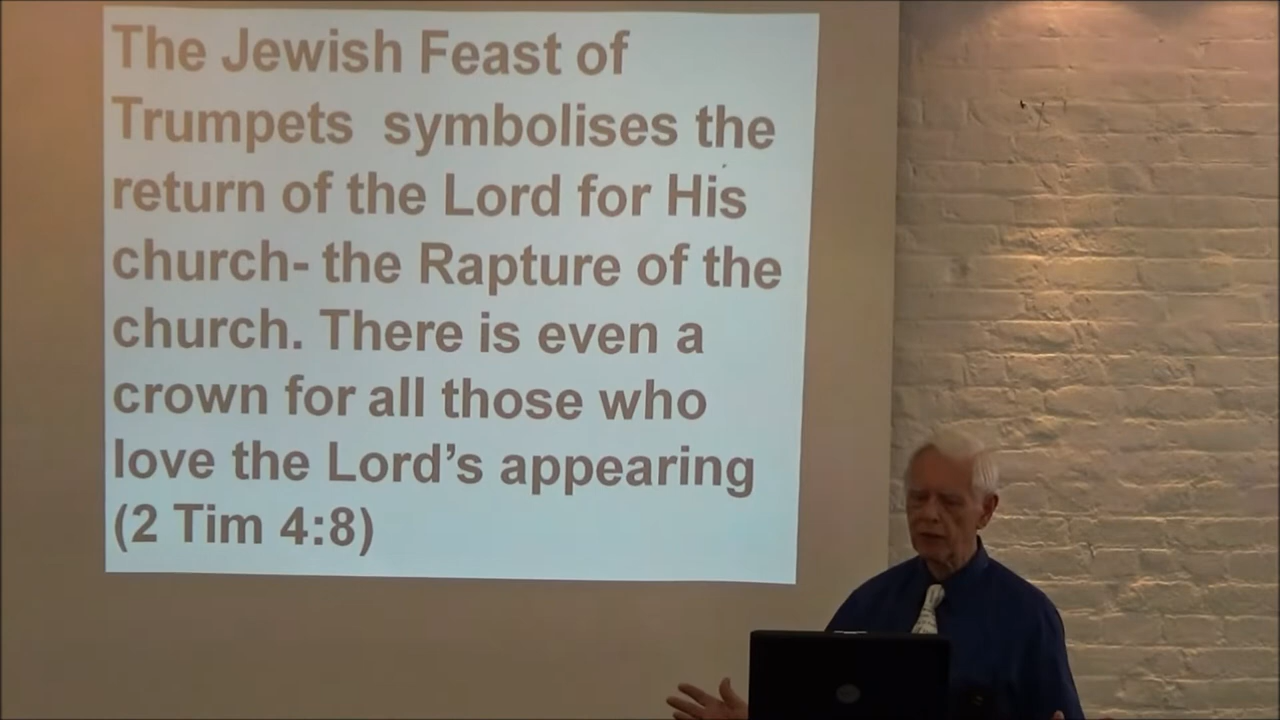 The Jewish Feast of
Trumpets symbolises the
return of the Lord for His
church- the Rapture of the
church. There is even a
crown for all those who
love the Lord's appearing
(2 Tim 4:8)